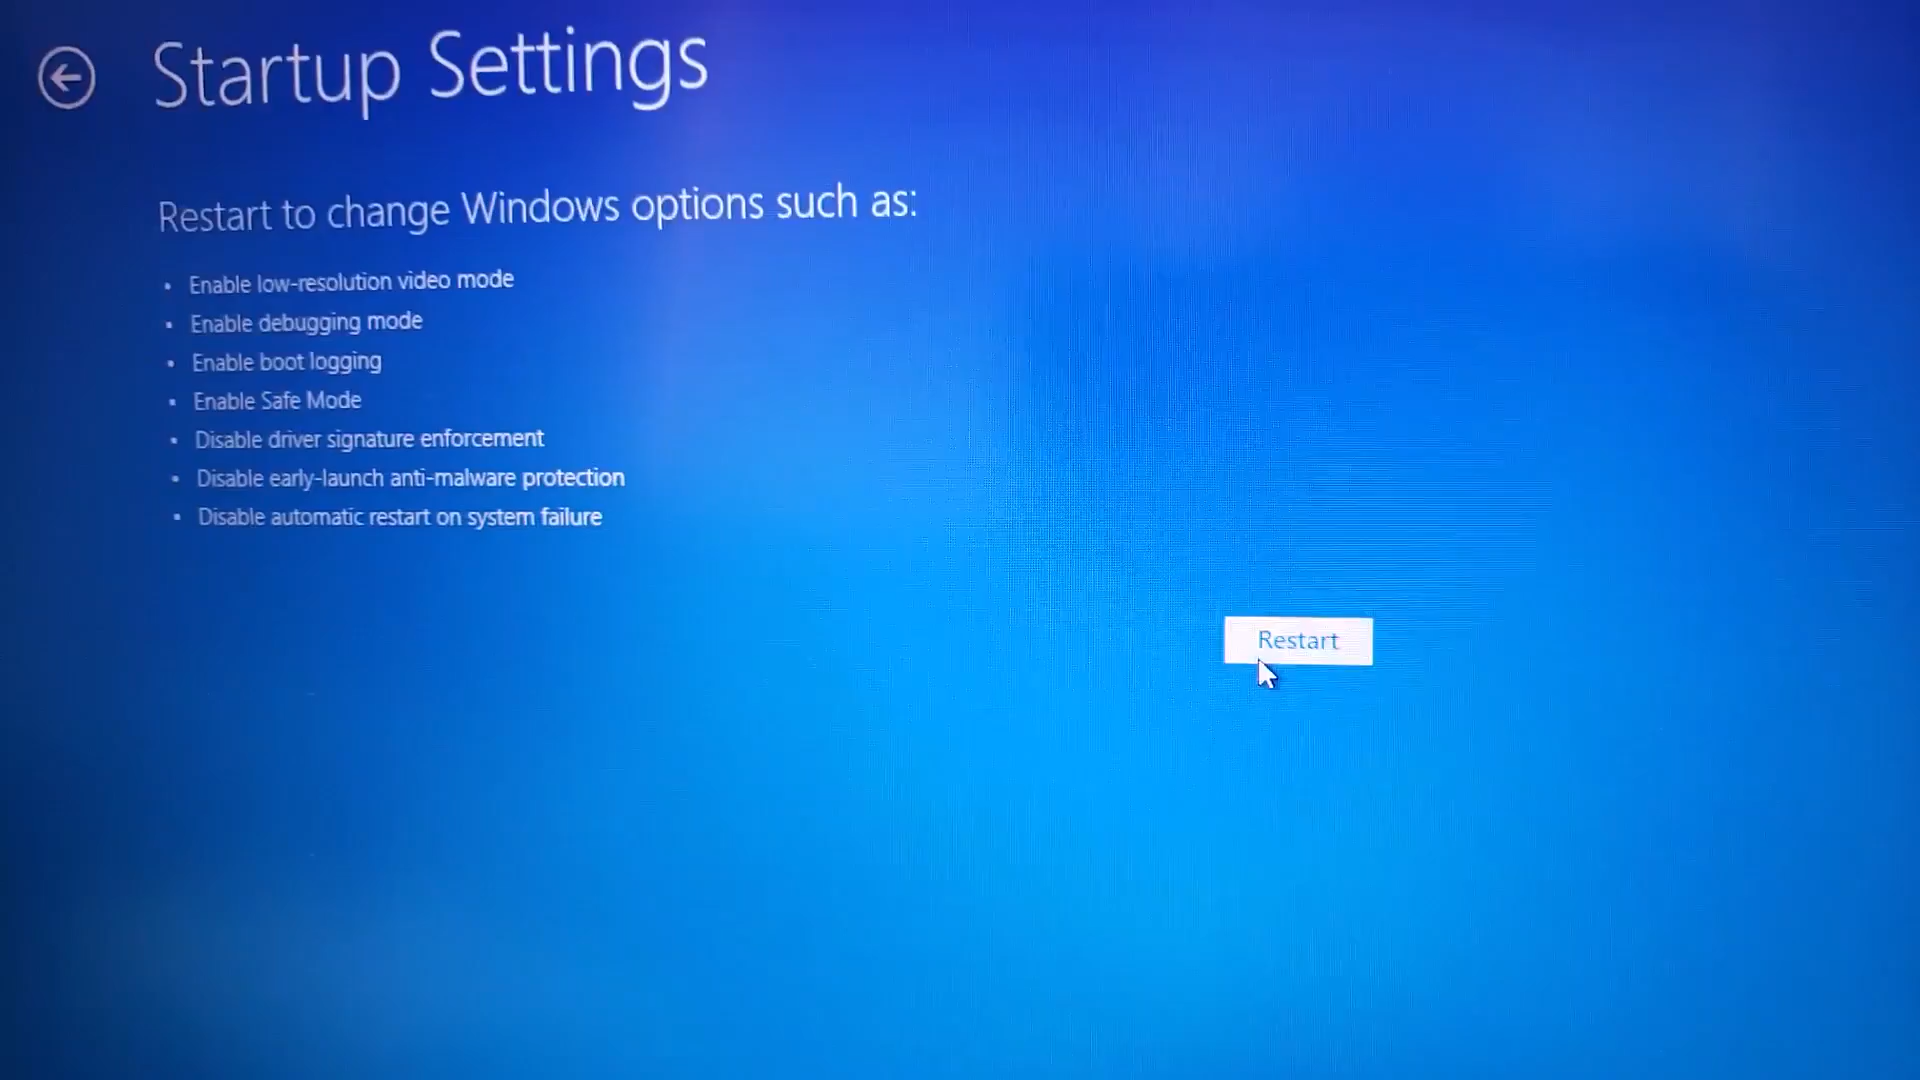 Startup Settings
Restart to change Windows options such as:
• Enable low-resolution video mode
• Enable debugging mode
• Enable boot logging
• Enable Safe Mode
• Disable driver signature enforcement
• Disable early-launch anti-malware protection
• Disable automatic restart on system failure
Restart